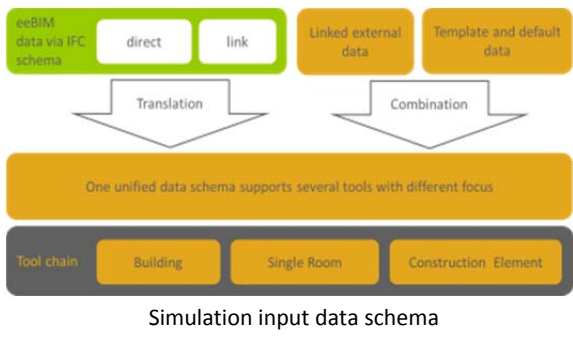 eeBIM
data via IFC
schema
direct
link
Linked external
data
Template and default
data
Translation
Combination
One unified data schema supports several tools with different focus
Tool chain
Building
Single Room
Construction Element
Simulation input data schema